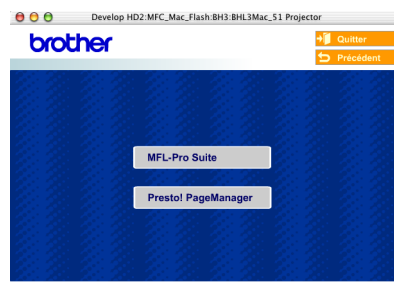 Develop HD2:MFC_Mac_Flash:BH3:BHL3Mac_51 Projector
brother
Quitter
Précédent
MFL-Pro Suite
Presto! PageManager